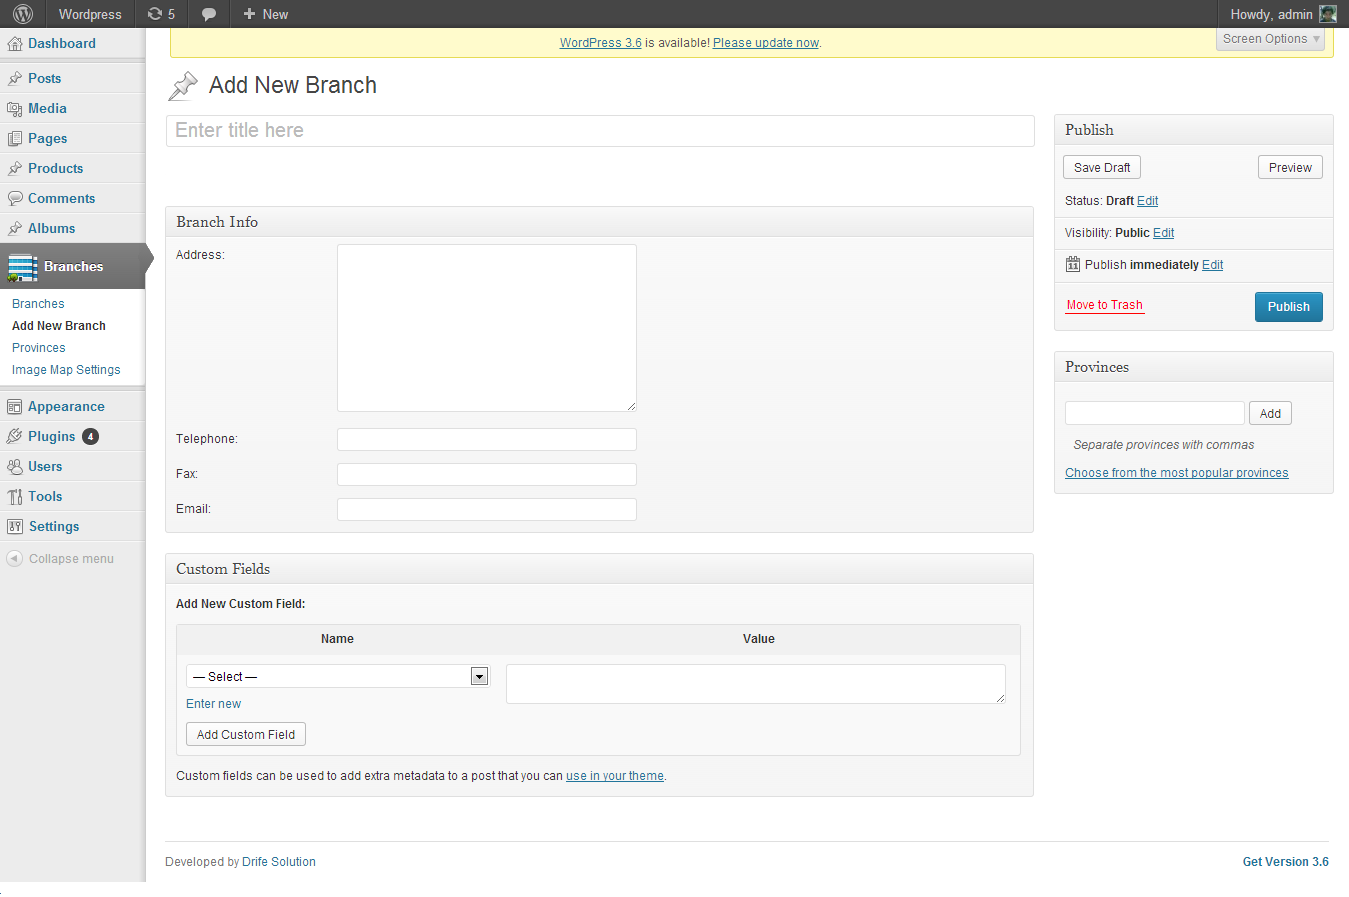 Wordpress 5 + New Howdy, admin
WordPress 3.6 is available! Please update now.
Screen Options
Dashboard
Posts
Media
Pages
Products
Comments
Albums
Branches
Branches
Add New Branch
Provinces
Image Map Settings
Appearance
Plugins 4
Users
Tools
Settings
Collapse menu
Add New Branch
Enter title here
Branch Info
Address:
Telephone:
Fax:
Email:
Custom Fields
Add New Custom Field:
Name Value
— Select —
Enter new
Add Custom Field
Custom fields can be used to add extra metadata to a post that you can use in your theme.
Publish
Save Draft Preview
Status: Draft Edit
Visibility: Public Edit
11 Publish immediately Edit
Move to Trash Publish
Provinces
Add
Separate provinces with commas
Choose from the most popular provinces
Developed by Drife Solution Get Version 3.6